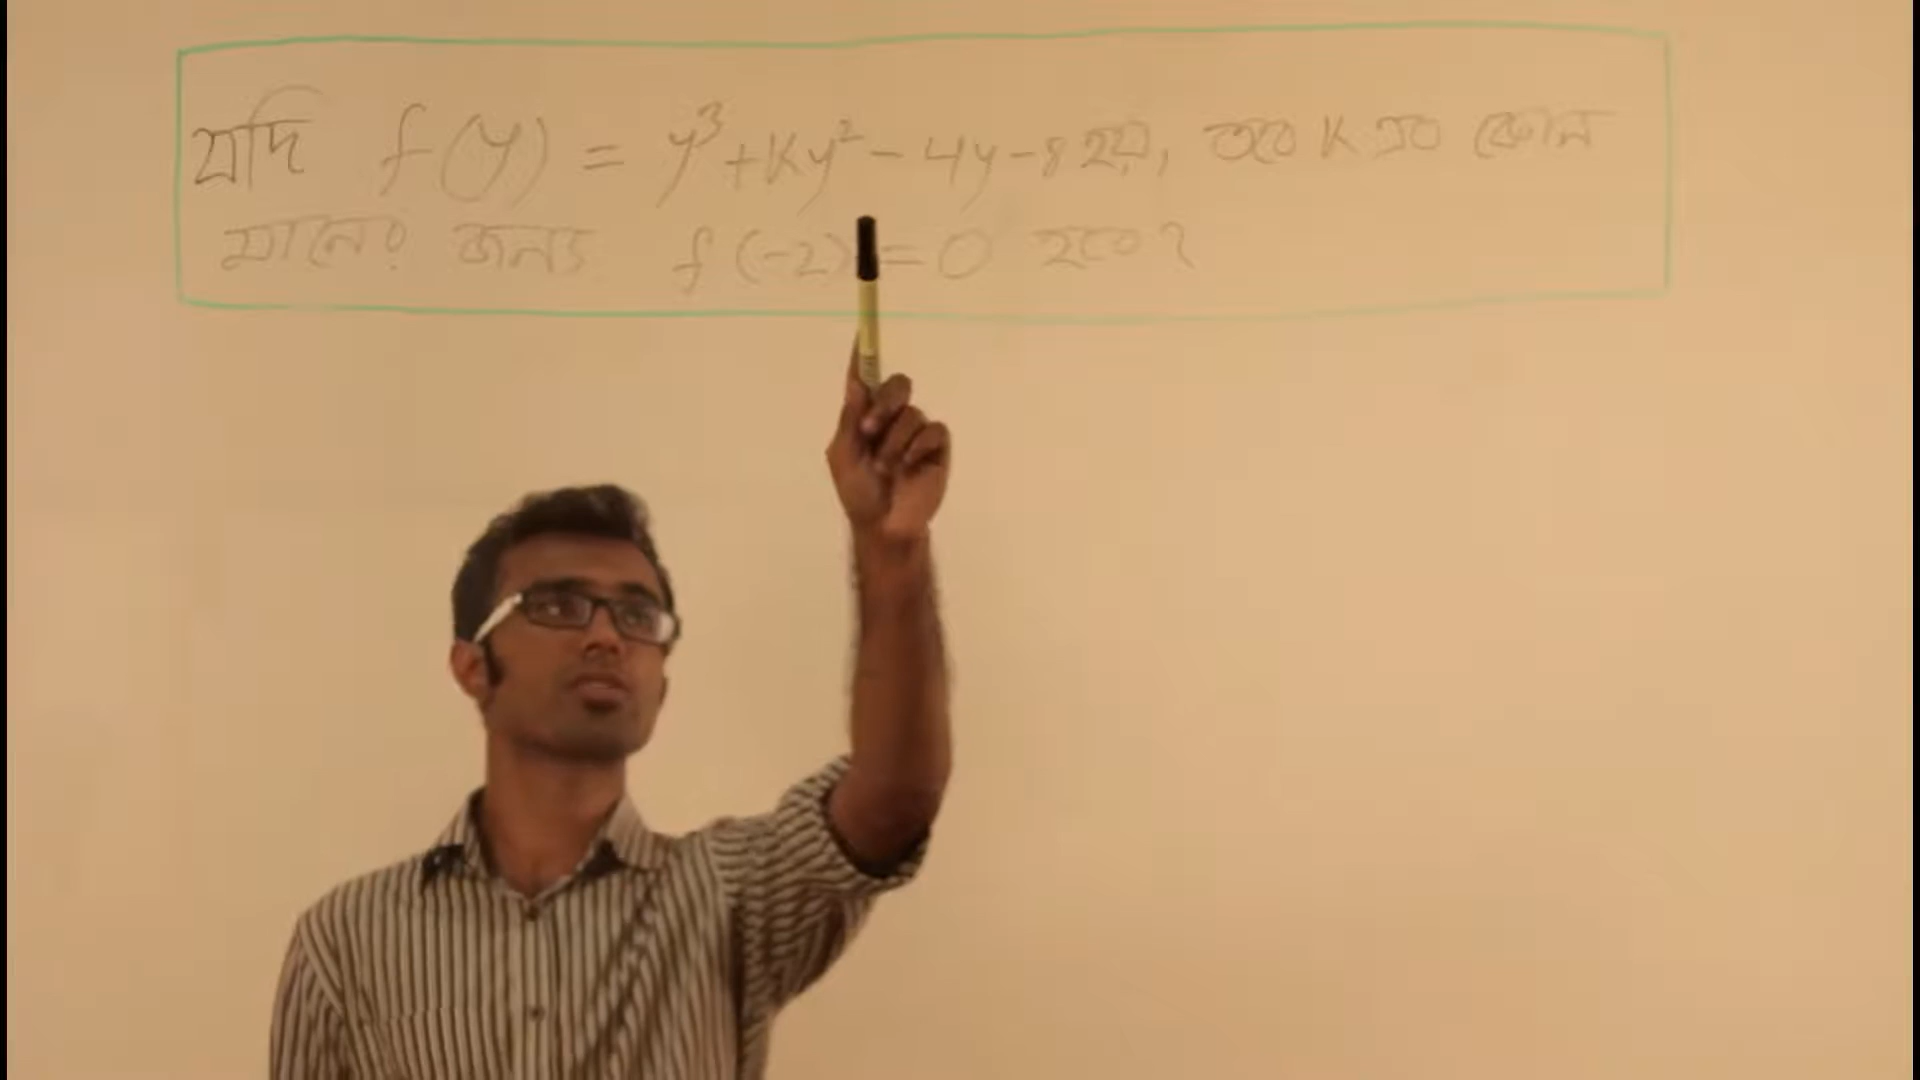 যদি f(y) = y³ + Ky² - 4y - 8 হয়, তবে K এর কোন
মানের জন্য f(-2) = 0 হবে?